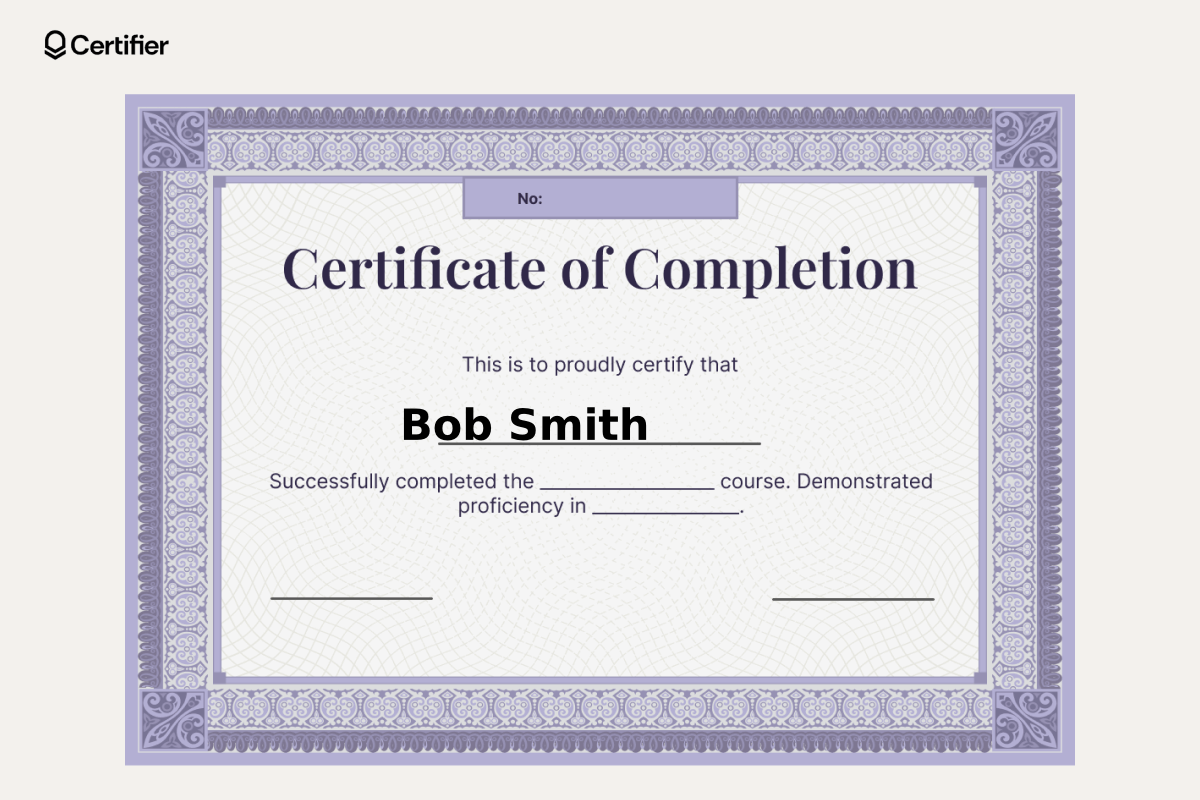 Certifier
No:
Certificate of Completion
This is to proudly certify that
Bob Smith
Successfully completed the ________________ course. Demonstrated
proficiency in ______________.